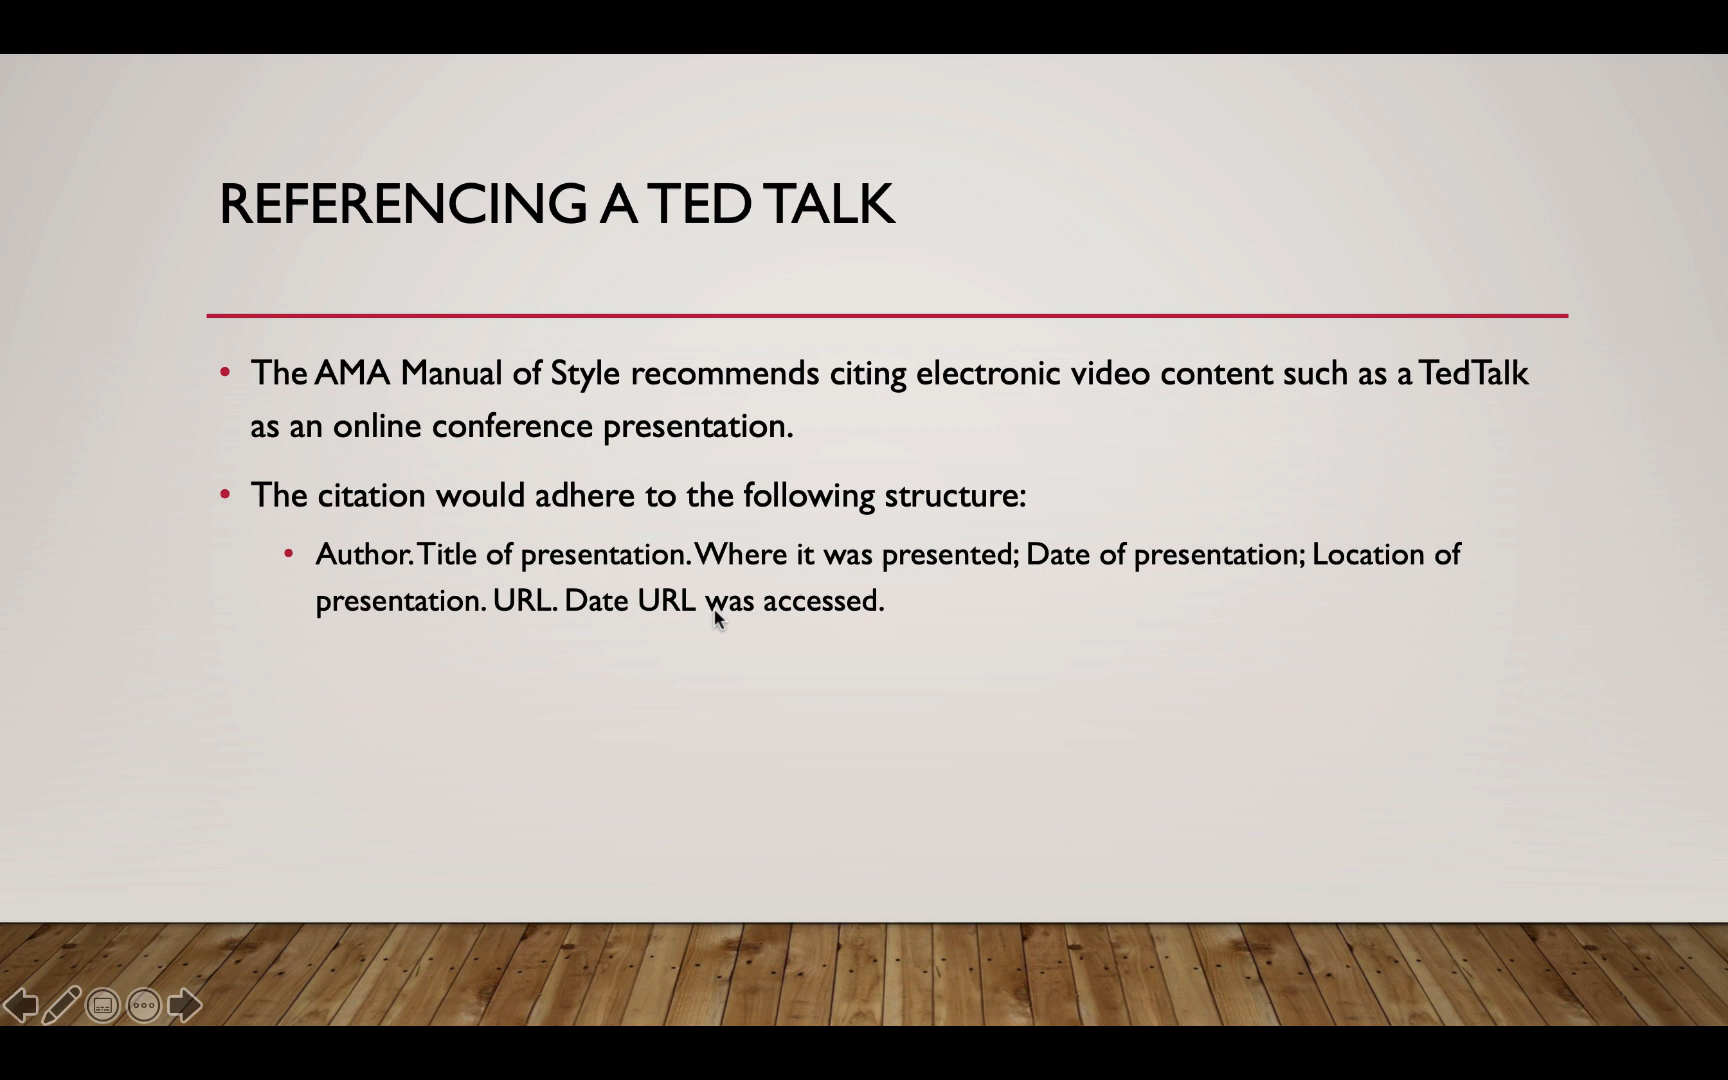 REFERENCING A TED TALK
• The AMA Manual of Style recommends citing electronic video content such as a TedTalk
as an online conference presentation.
• The citation would adhere to the following structure:
• Author. Title of presentation. Where it was presented; Date of presentation; Location of
presentation. URL. Date URL was accessed.